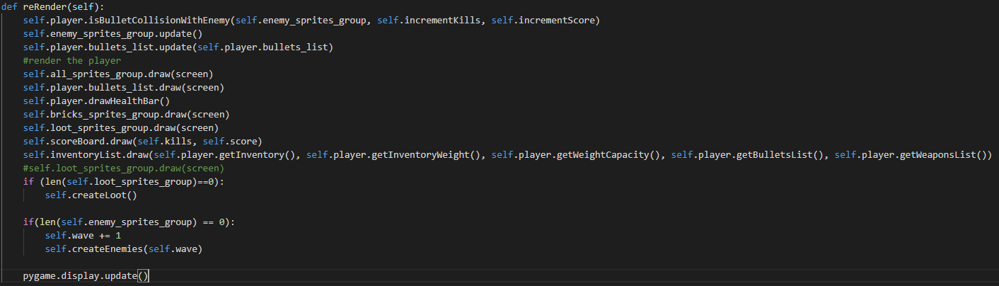 def reRender(self):
    self.player.isBulletCollisionWithEnemy(self.enemy_sprites_group, self.incrementKills, self.incrementScore)
    self.enemy_sprites_group.update()
    self.player.bullets_list.update(self.player.bullets_list)
    #render the player
    self.all_sprites_group.draw(screen)
    self.player.bullets_list.draw(screen)
    self.player.drawHealthBar()
    self.bricks_sprites_group.draw(screen)
    self.loot_sprites_group.draw(screen)
    self.scoreBoard.draw(self.kills, self.score)
    self.inventoryList.draw(self.player.getInventory(), self.player.getInventoryWeight(), self.player.getWeightCapacity(), self.player.getBulletsList(), self.player.getWeaponsList())
    #self.loot_sprites_group.draw(screen)
    if (len(self.loot_sprites_group)==0):
        self.createLoot()

    if(len(self.enemy_sprites_group) == 0):
        self.wave += 1
        self.createEnemies(self.wave)

    pygame.display.update()